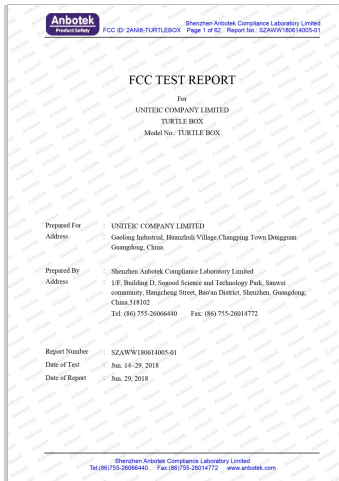 Anbotek
Product Safety
Shenzhen Anbotek Compliance Laboratory Limited
FCC ID: 2ANI8-TURTLEBOX Page 1 of 62 Report No.: SZAWW180614005-01
FCC TEST REPORT
For
UNITEIC COMPANY LIMITED
TURTLE BOX
Model No.: TURTLE BOX
Prepared For : UNITEIC COMPANY LIMITED
Address : Gaolong Industrial, Huanzhuli Village,Changping Town Dongguan
Guangdong, China.
Prepared By : Shenzhen Anbotek Compliance Laboratory Limited
Address : 1/F, Building D, Sogood Science and Technology Park, Sanwei
community, Hangcheng Street, Bao'an District, Shenzhen, Guangdong,
China.518102
Tel: (86) 755-26066440 Fax: (86) 755-26014772
Report Number : SZAWW180614005-01
Date of Test : Jun. 14~29, 2018
Date of Report : Jun. 29, 2018
Shenzhen Anbotek Compliance Laboratory Limited
Tel:(86)755-26066440 Fax:(86)755-26014772 www.anbotek.com